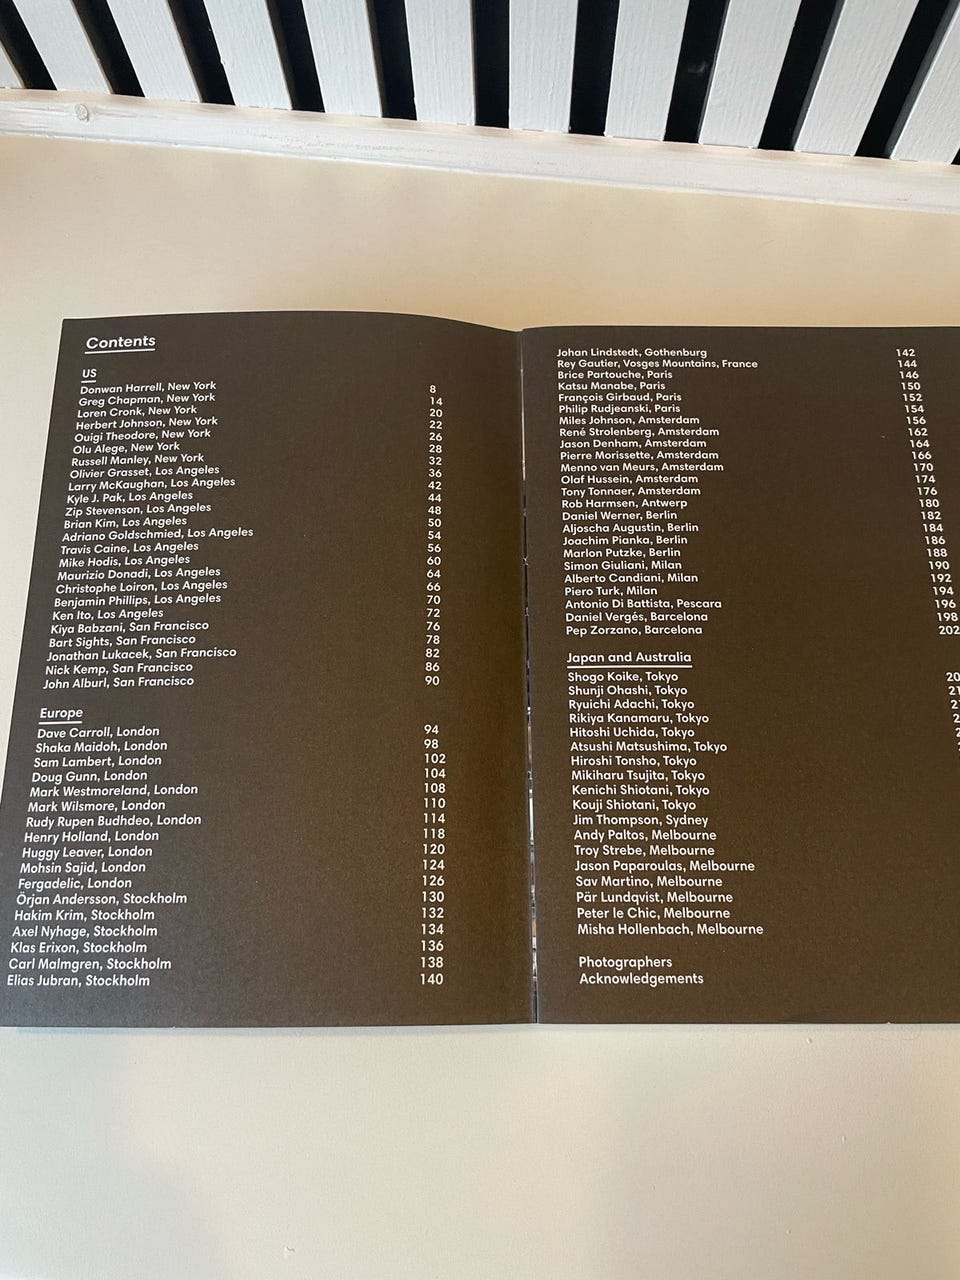 Contents
US
Donwan Harrell, New York 8
Greg Chapman, New York 14
Loren Cronk, New York 20
Herbert Johnson, New York 22
Ouigi Theodore, New York 26
Olu Alege, New York 28
Russell Manley, New York 32
Olivier Grasset, Los Angeles 36
Larry McKaughan, Los Angeles 42
Kyle J. Pak, Los Angeles 44
Zip Stevenson, Los Angeles 48
Brian Kim, Los Angeles 50
Adriano Goldschmied, Los Angeles 54
Travis Caine, Los Angeles 56
Mike Hodis, Los Angeles 60
Maurizio Donadi, Los Angeles 64
Christophe Loiron, Los Angeles 66
Benjamin Phillips, Los Angeles 70
Ken Ito, Los Angeles 72
Kiya Babzani, San Francisco 76
Bart Sights, San Francisco 78
Jonathan Lukacek, San Francisco 82
Nick Kemp, San Francisco 86
John Alburl, San Francisco 90
Europe
Dave Carroll, London 94
Shaka Maidoh, London 98
Sam Lambert, London 102
Doug Gunn, London 104
Mark Westmoreland, London 108
Mark Wilsmore, London 110
Rudy Rupen Budhdeo, London 114
Henry Holland, London 118
Huggy Leaver, London 120
Mohsin Sajid, London 124
Fergadelic, London 126
Örjan Andersson, Stockholm 130
Hakim Krim, Stockholm 132
Axel Nyhage, Stockholm 134
Klas Erixon, Stockholm 136
Carl Malmgren, Stockholm 138
Elias Jubran, Stockholm 140
Johan Lindstedt, Gothenburg 142
Rey Gautier, Vosges Mountains, France 144
Brice Partouche, Paris 146
Katsu Manabe, Paris 150
François Girbaud, Paris 152
Philip Rudjeanski, Paris 154
Miles Johnson, Amsterdam 156
René Strolenberg, Amsterdam 162
Jason Denham, Amsterdam 164
Pierre Morissette, Amsterdam 166
Menno van Meurs, Amsterdam 170
Olaf Hussein, Amsterdam 174
Tony Tonnaer, Amsterdam 176
Rob Harmsen, Antwerp 180
Daniel Werner, Berlin 182
Aljoscha Augustin, Berlin 184
Joachim Pianka, Berlin 186
Marlon Putzke, Berlin 188
Simon Giuliani, Milan 190
Alberto Candiani, Milan 192
Piero Turk, Milan 194
Antonio Di Battista, Pescara 196
Daniel Vergés, Barcelona 198
Pep Zorzano, Barcelona 202
Japan and Australia
Shogo Koike, Tokyo
Shunji Ohashi, Tokyo
Ryuichi Adachi, Tokyo
Rikiya Kanamaru, Tokyo
Hitoshi Uchida, Tokyo
Atsushi Matsushima, Tokyo
Hiroshi Tonsho, Tokyo
Mikiharu Tsujita, Tokyo
Kenichi Shiotani, Tokyo
Kouji Shiotani, Tokyo
Jim Thompson, Sydney
Andy Paltos, Melbourne
Troy Strebe, Melbourne
Jason Paparoulas, Melbourne
Sav Martino, Melbourne
Pär Lundqvist, Melbourne
Peter le Chic, Melbourne
Misha Hollenbach, Melbourne
Photographers
Acknowledgements